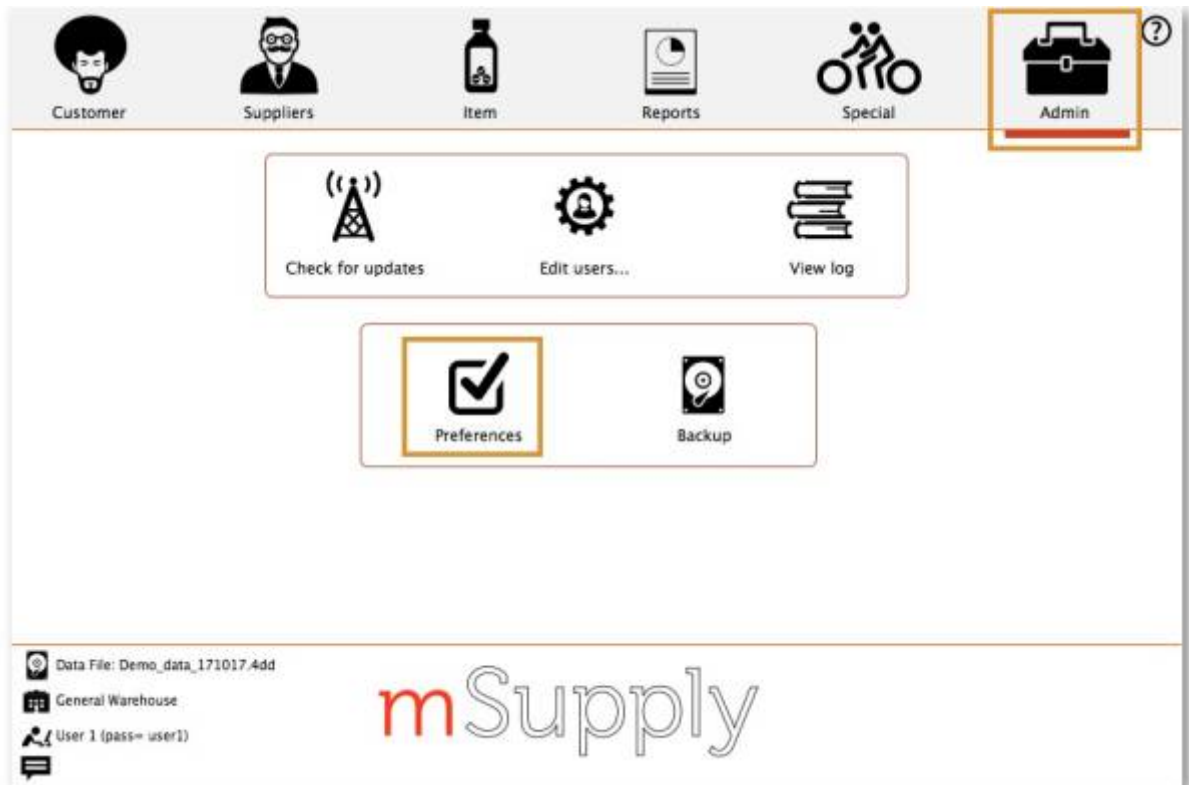 Customer Suppliers Item Reports Special Admin ?
Check for updates Edit users... View log
Preferences Backup
Data File: Demo_data_171017.4dd
General Warehouse
User 1 (pass= user1)
mSupply